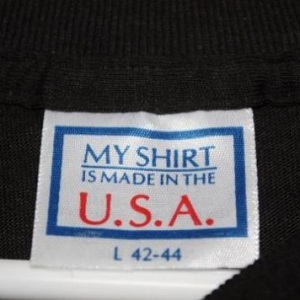 MY SHIRT
IS MADE IN THE
U.S.A.
L 42-44